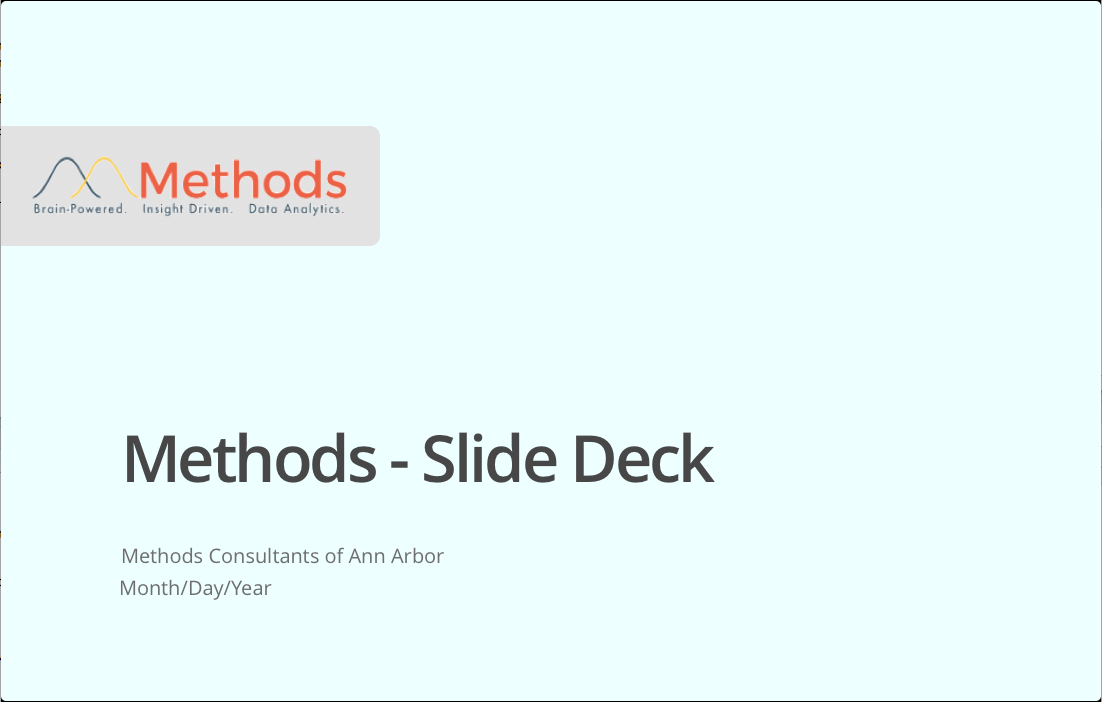 Methods
Brain-Powered. Insight Driven. Data Analytics.
Methods - Slide Deck
Methods Consultants of Ann Arbor
Month/Day/Year